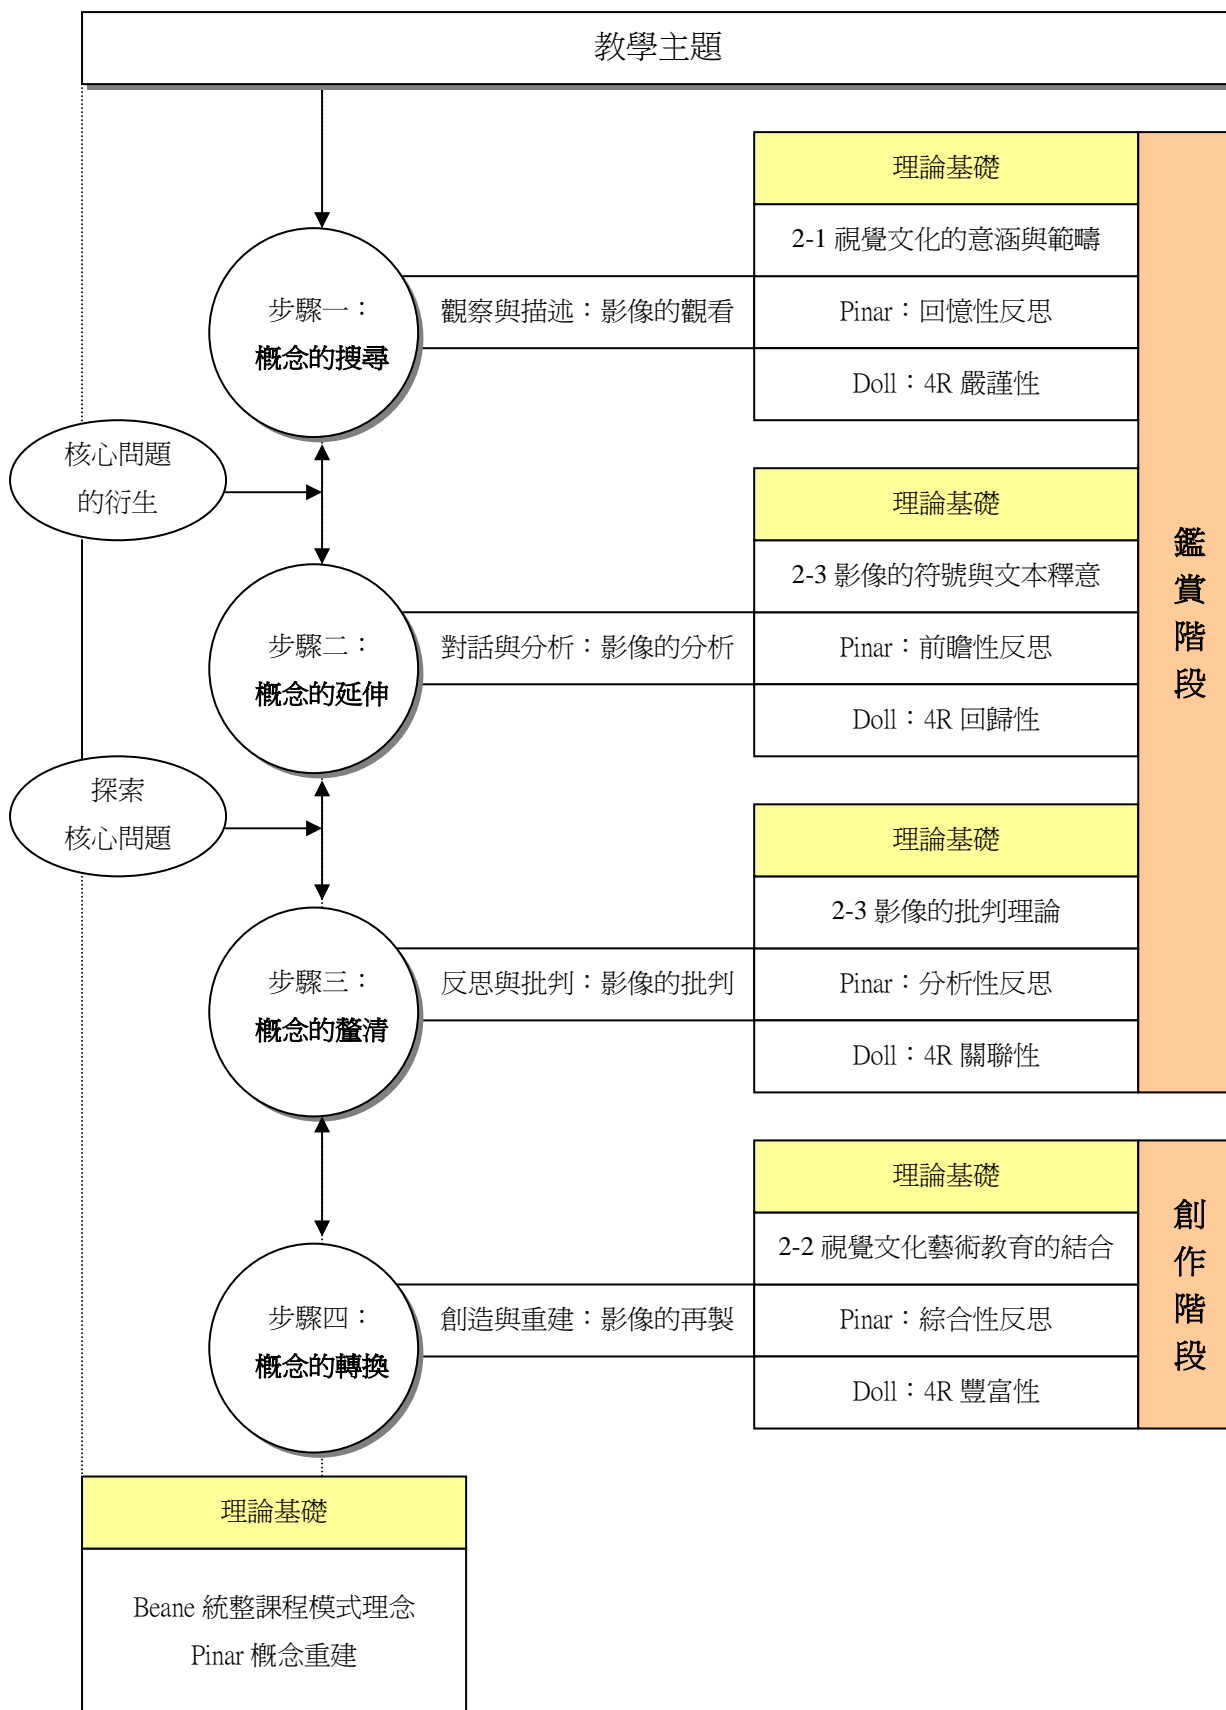 教學主題
理論基礎
2-1 視覺文化的意涵與範疇
步驟一：
概念的搜尋
觀察與描述：影像的觀看
Pinar：回憶性反思
Doll：4R 嚴謹性
核心問題
的衍生
理論基礎
2-3 影像的符號與文本釋意
步驟二：
概念的延伸
對話與分析：影像的分析
Pinar：前瞻性反思
Doll：4R 回歸性
鑑賞階段
探索
核心問題
理論基礎
2-3 影像的批判理論
步驟三：
概念的釐清
反思與批判：影像的批判
Pinar：分析性反思
Doll：4R 關聯性
理論基礎
2-2 視覺文化藝術教育的結合
步驟四：
概念的轉換
創造與重建：影像的再製
Pinar：綜合性反思
Doll：4R 豐富性
創作階段
理論基礎
Beane 統整課程模式理念
Pinar 概念重建